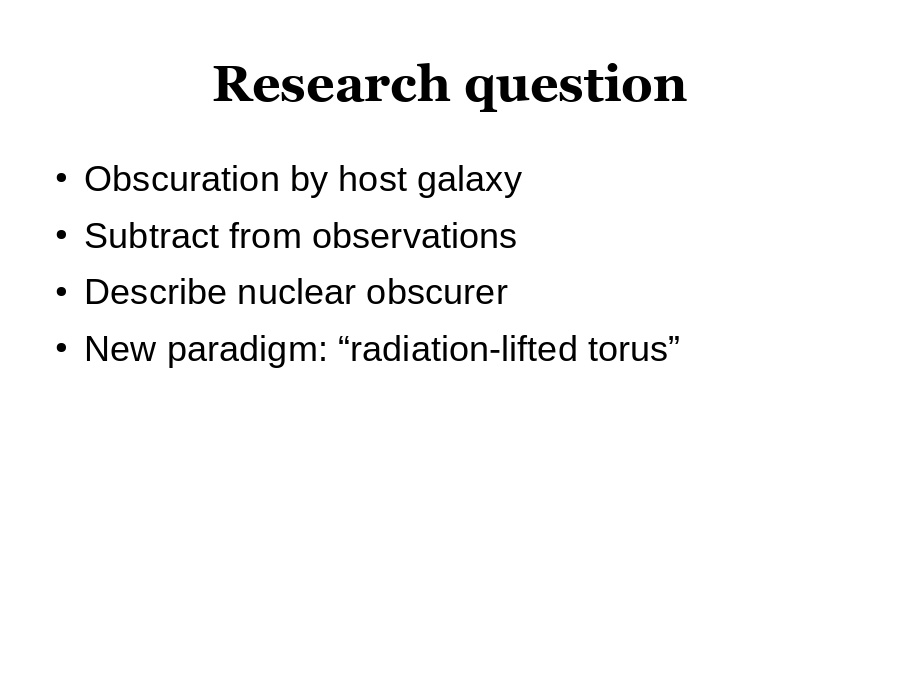 Research question
• Obscuration by host galaxy
• Subtract from observations
• Describe nuclear obscurer
• New paradigm: “radiation-lifted torus”